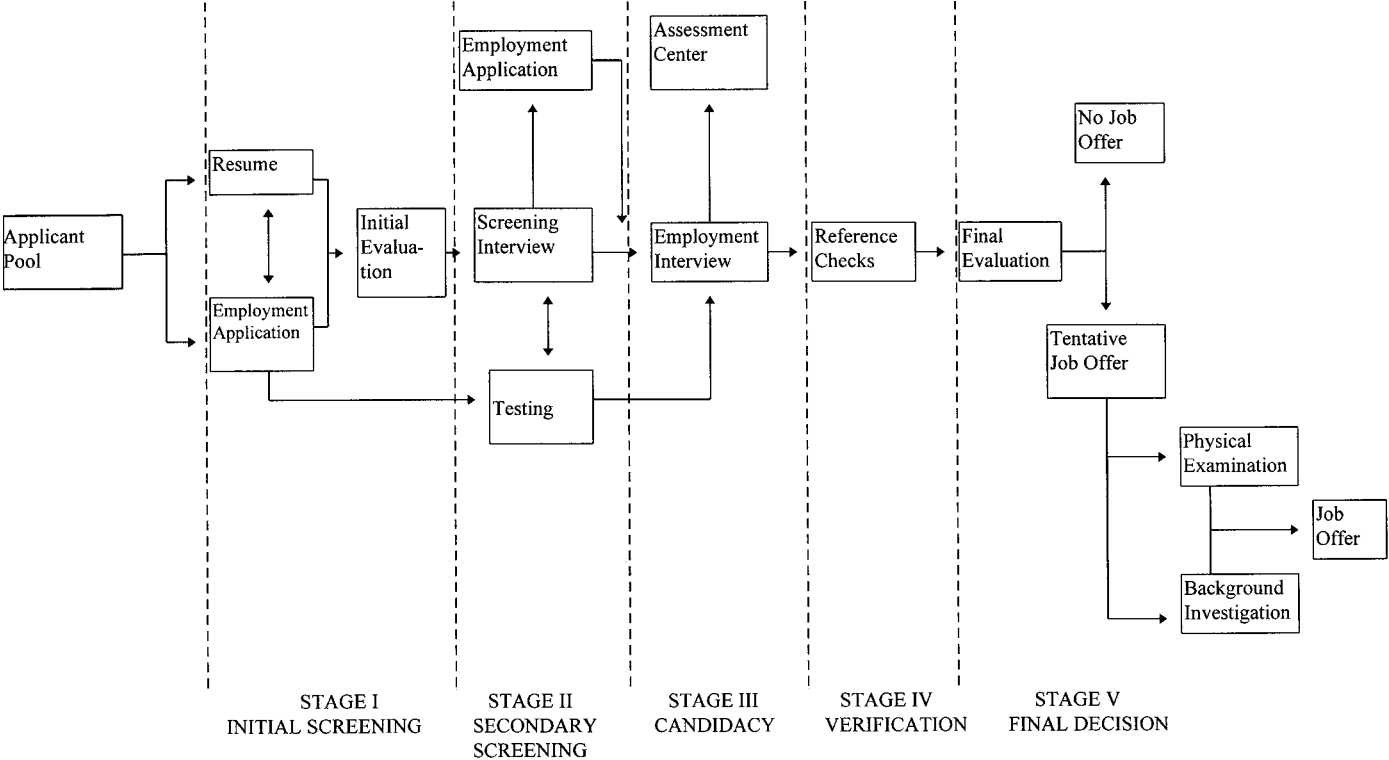 Applicant
Pool
Resume
Employment
Application
Initial
Evalua-
tion
Employment
Application
Screening
Interview
Testing
Assessment
Center
Employment
Interview
Reference
Checks
Final
Evaluation
No Job
Offer
Tentative
Job Offer
Physical
Examination
Job
Offer
Background
Investigation
STAGE I
INITIAL SCREENING
STAGE II
SECONDARY
SCREENING
STAGE III
CANDIDACY
STAGE IV
VERIFICATION
STAGE V
FINAL DECISION